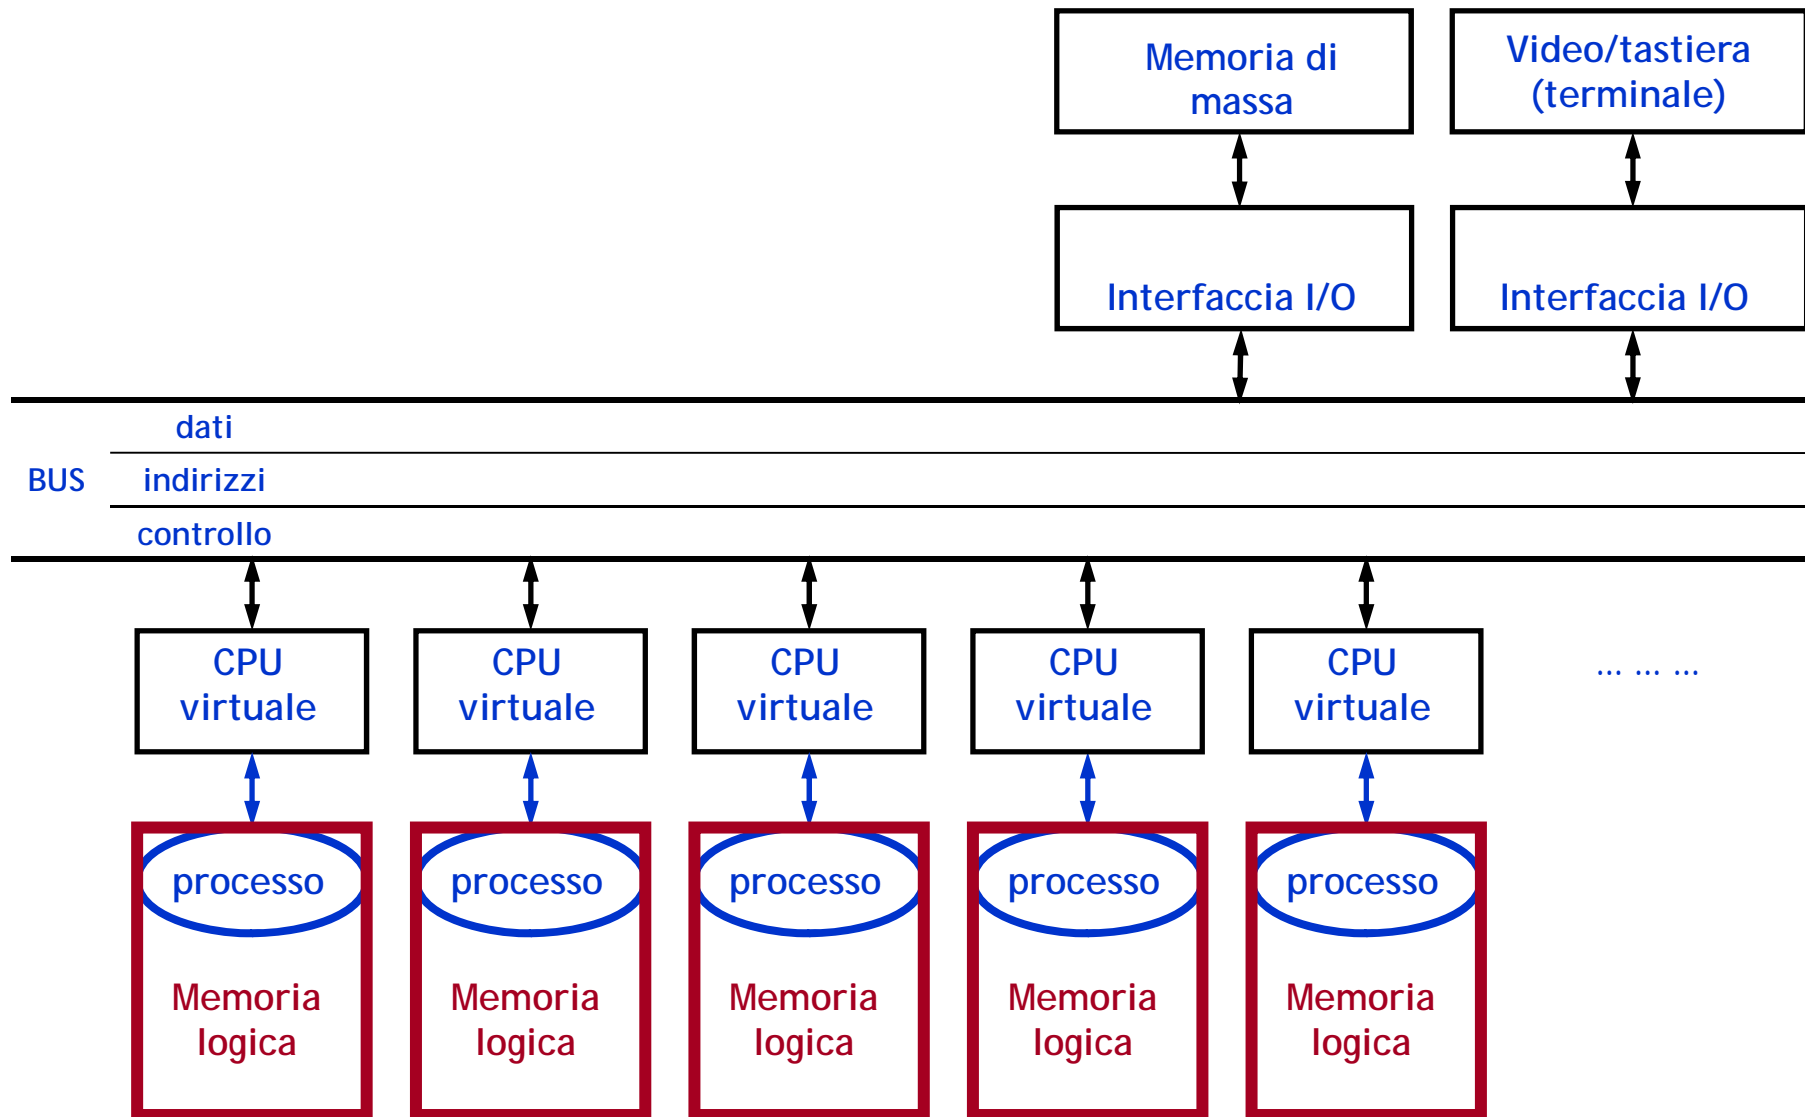 Memoria di
massa
Video/tastiera
(terminale)
Interfaccia I/O
Interfaccia I/O
dati
BUS
indirizzi
controllo
CPU
virtuale
CPU
virtuale
CPU
virtuale
CPU
virtuale
CPU
virtuale
... ... ...
processo
processo
processo
processo
processo
Memoria
logica
Memoria
logica
Memoria
logica
Memoria
logica
Memoria
logica